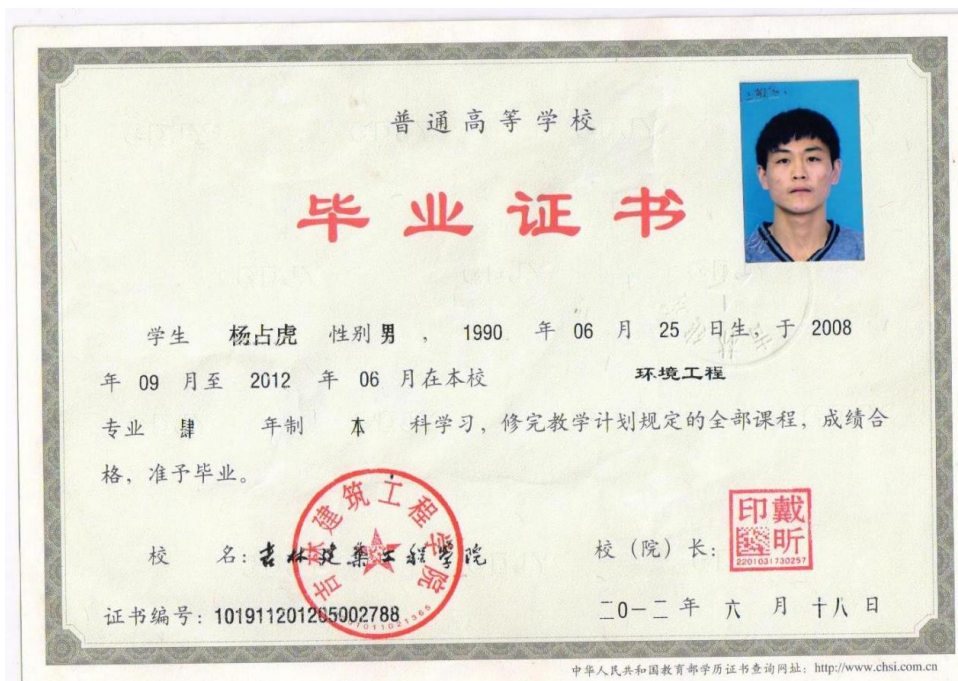 普通高等学校
毕业证书
学生 杨占虎 性别 男 , 1990 年 06 月 25 日生, 于 2008
年 09 月至 2012 年 06 月在本校 环境工程
专业 肆 年制 本 科学习, 修完教学计划规定的全部课程, 成绩合
格, 准予毕业。
校 名: 吉林建筑工程学院
吉林建筑工程学院
校 (院) 长:
戴昕印
2201031730257
证书编号: 101911201205002788
二〇一二 年 六 月 十八 日
中华人民共和国教育部学历证书查询网址: http://www.chsi.com.cn